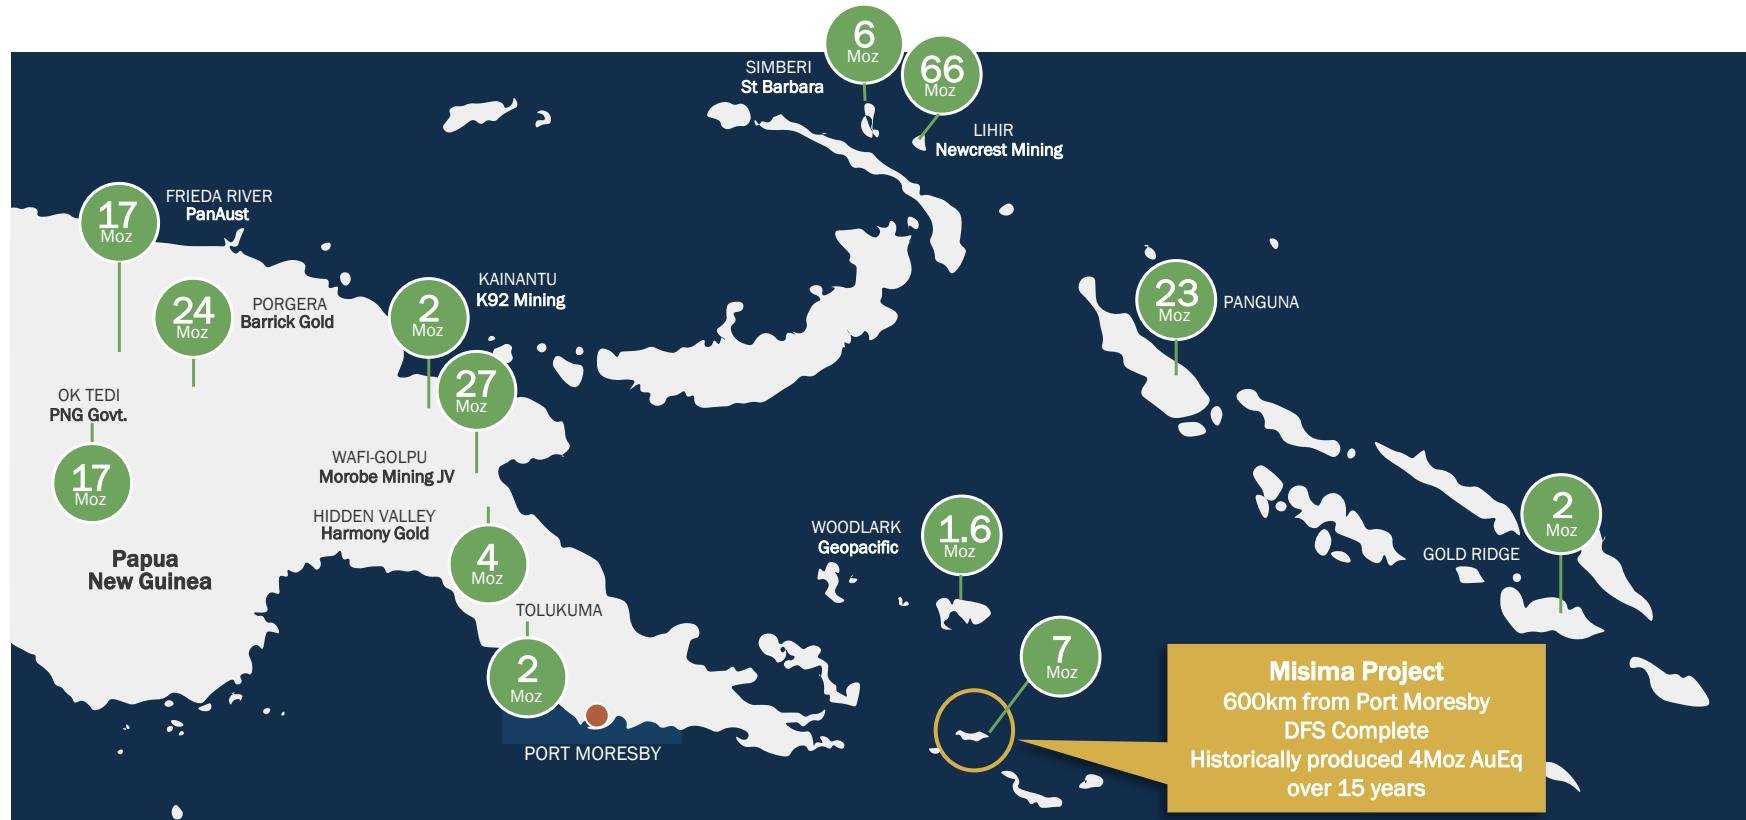 6
Moz
SIMBERI
St Barbara
66
Moz
LIHIR
Newcrest Mining
17
Moz
FRIEDA RIVER
PanAust
24
Moz
PORGERA
Barrick Gold
2
Moz
KAINANTU
K92 Mining
27
Moz
23
Moz
PANGUNA
OK TEDI
PNG Govt.
17
Moz
WAFI-GOLPU
Morobe Mining JV
HIDDEN VALLEY
Harmony Gold
4
Moz
Papua
New Guinea
TOLUKUMA
2
Moz
PORT MORESBY
WOODLARK
Geopacific
1.6
Moz
2
Moz
GOLD RIDGE
7
Moz
Misima Project
600km from Port Moresby
DFS Complete
Historically produced 4Moz AuEq
over 15 years